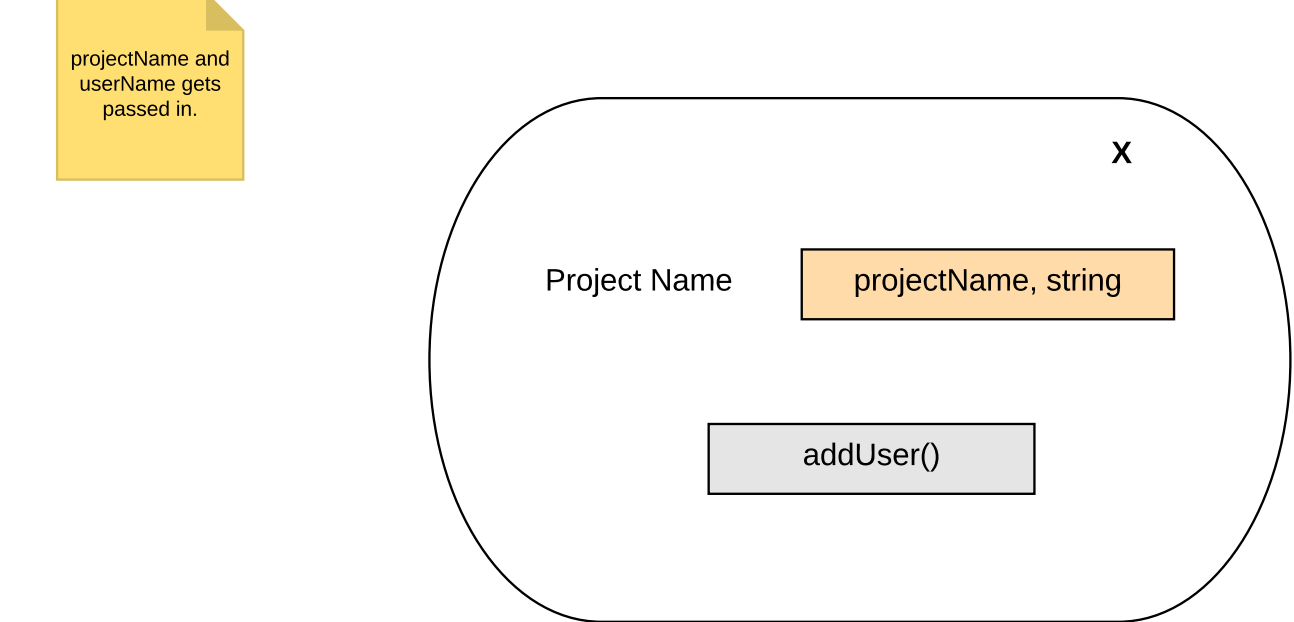 projectName and
userName gets
passed in.
X
Project Name
projectName, string
addUser()